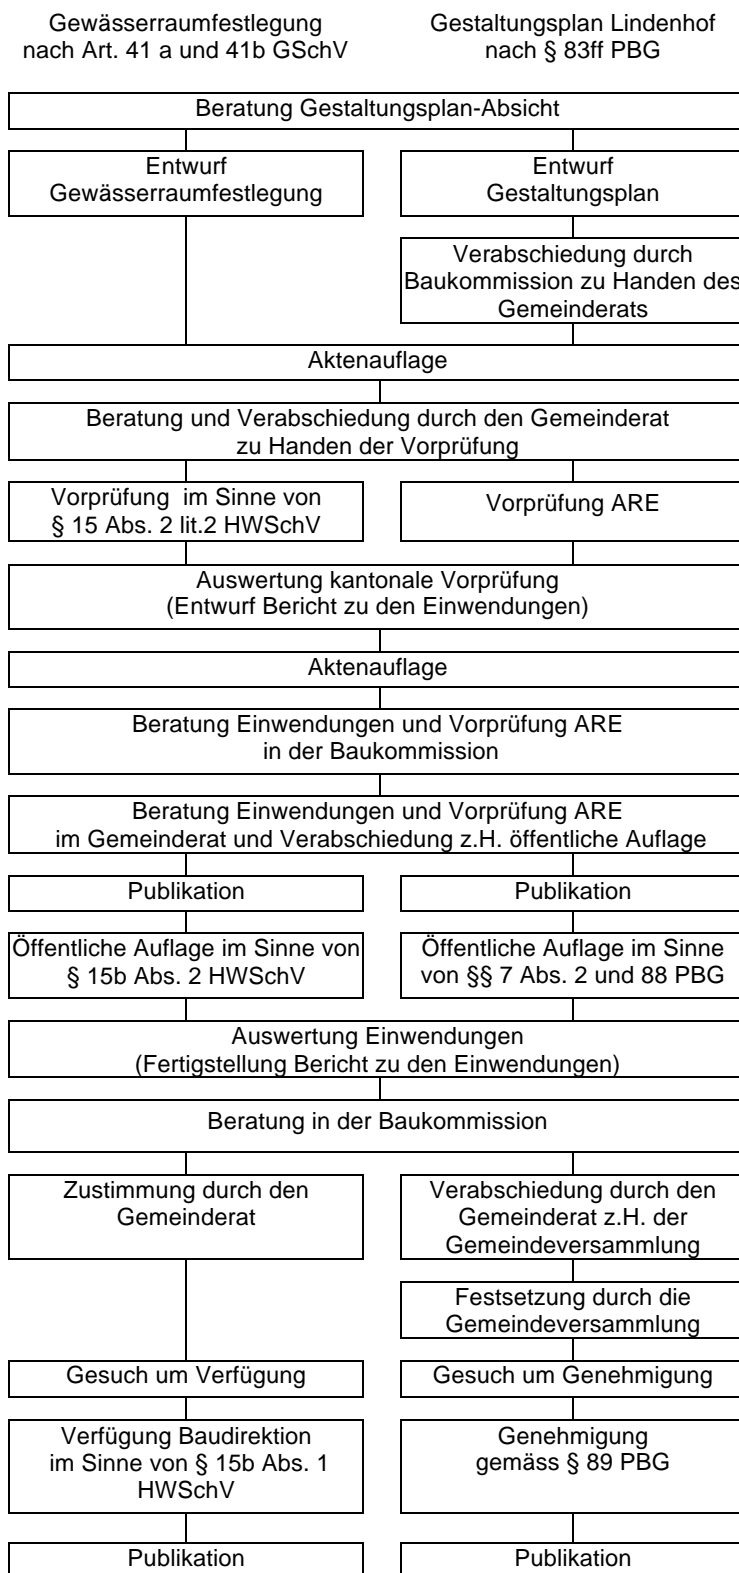 Gewässerraumfestlegung
nach Art. 41 a und 41b GSchV
Gestaltungsplan Lindenhof
nach § 83ff PBG
Beratung Gestaltungsplan-Absicht
Entwurf
Gewässerraumfestlegung
Entwurf
Gestaltungsplan
Verabschiedung durch
Baukommission zu Handen des
Gemeinderats
Aktenauflage
Beratung und Verabschiedung durch den Gemeinderat
zu Handen der Vorprüfung
Vorprüfung im Sinne von
§ 15 Abs. 2 lit.2 HWSchV
Vorprüfung ARE
Auswertung kantonale Vorprüfung
(Entwurf Bericht zu den Einwendungen)
Aktenauflage
Beratung Einwendungen und Vorprüfung ARE
in der Baukommission
Beratung Einwendungen und Vorprüfung ARE
im Gemeinderat und Verabschiedung z.H. öffentliche Auflage
Publikation
Publikation
Öffentliche Auflage im Sinne von
§ 15b Abs. 2 HWSchV
Öffentliche Auflage im Sinne
von §§ 7 Abs. 2 und 88 PBG
Auswertung Einwendungen
(Fertigstellung Bericht zu den Einwendungen)
Beratung in der Baukommission
Zustimmung durch den
Gemeinderat
Verabschiedung durch den
Gemeinderat z.H. der
Gemeindeversammlung
Festsetzung durch die
Gemeindeversammlung
Gesuch um Verfügung
Gesuch um Genehmigung
Verfügung Baudirektion
im Sinne von § 15b Abs. 1
HWSchV
Genehmigung
gemäss § 89 PBG
Publikation
Publikation